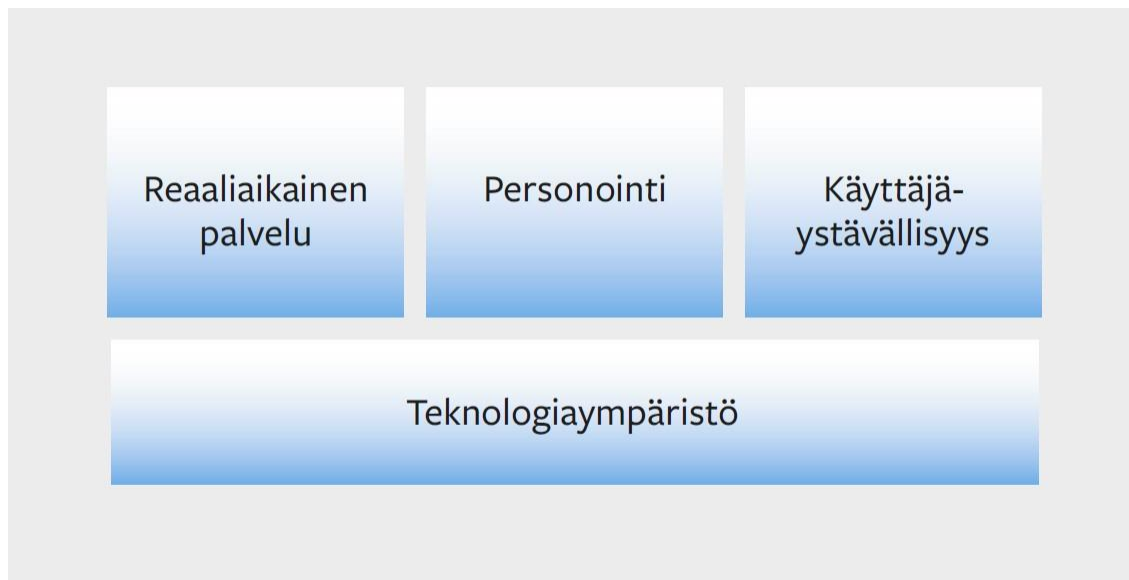 Reaaliaikainen
palvelu
Personointi
Käyttäjä-
ystävällisyys
Teknologiaympäristö